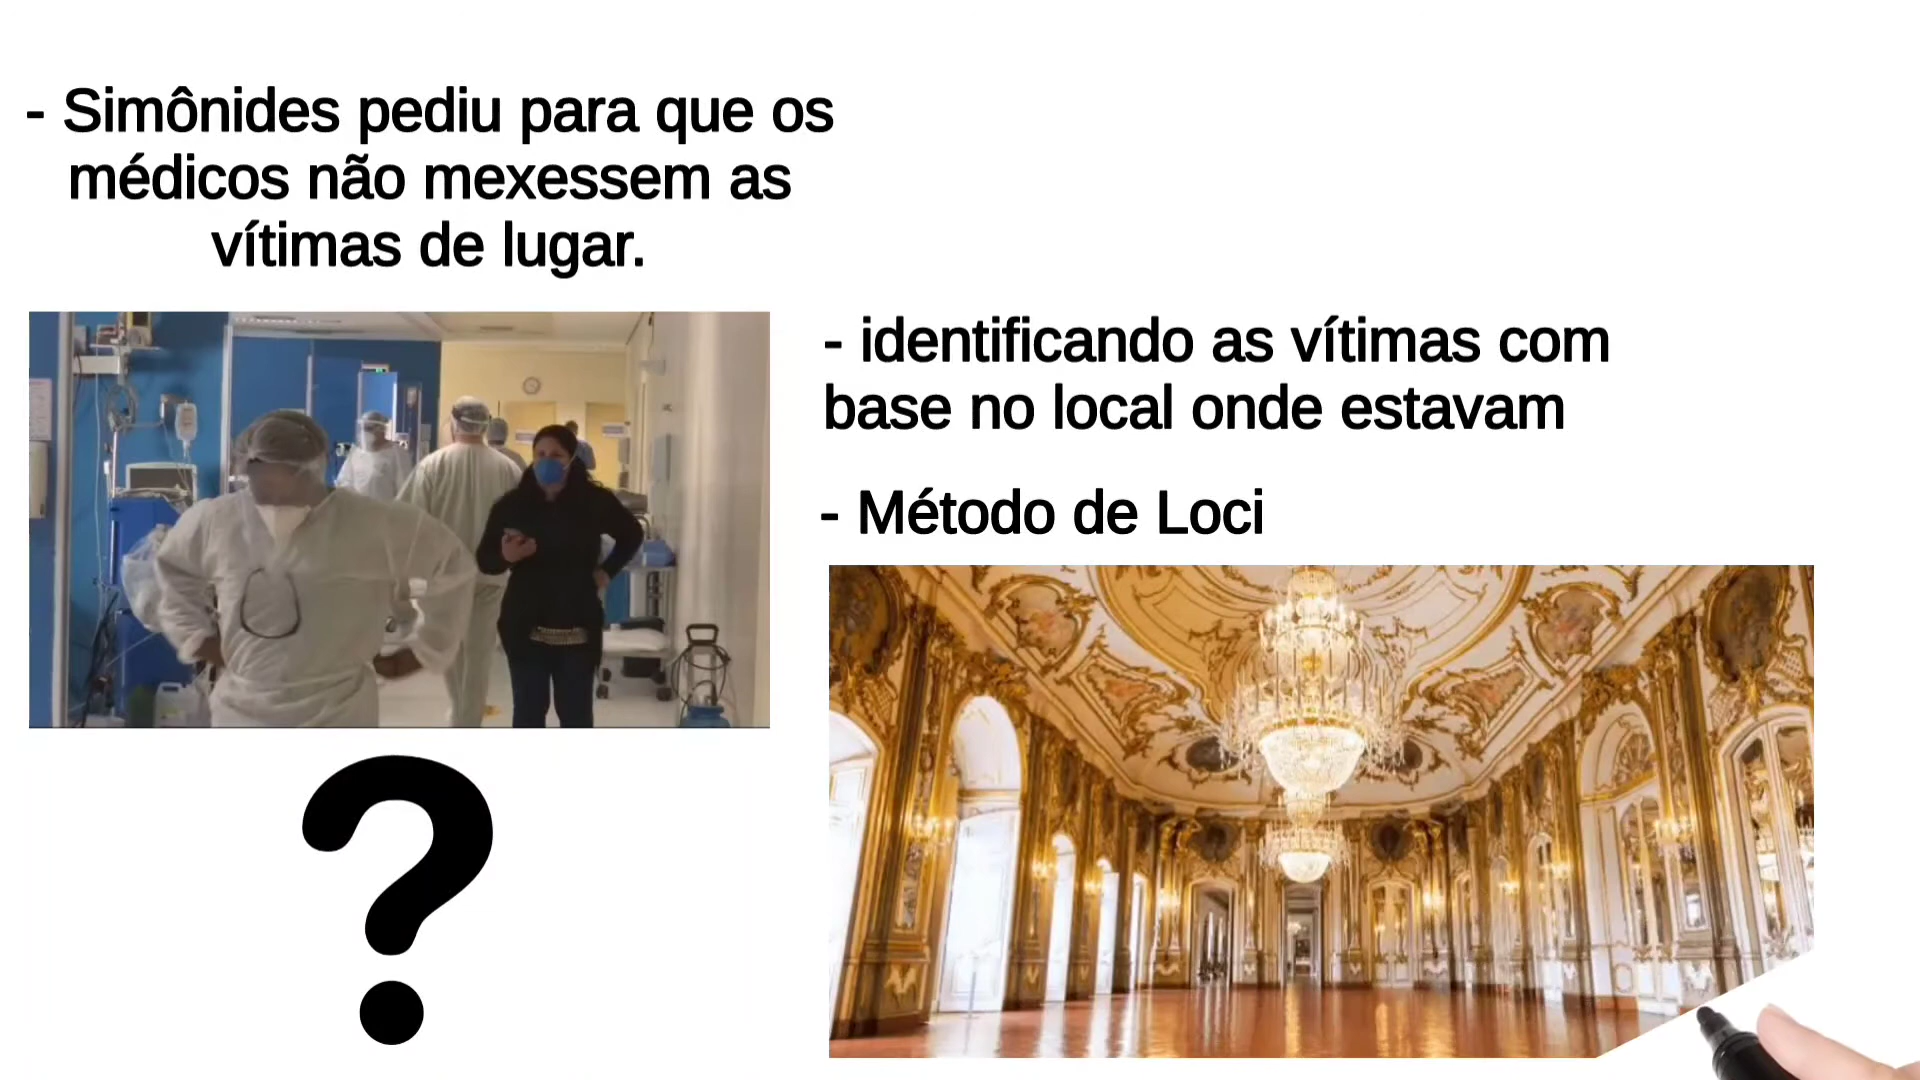 - Simônides pediu para que os
médicos não mexessem as
vítimas de lugar.
- identificando as vítimas com
base no local onde estavam
- Método de Loci
?